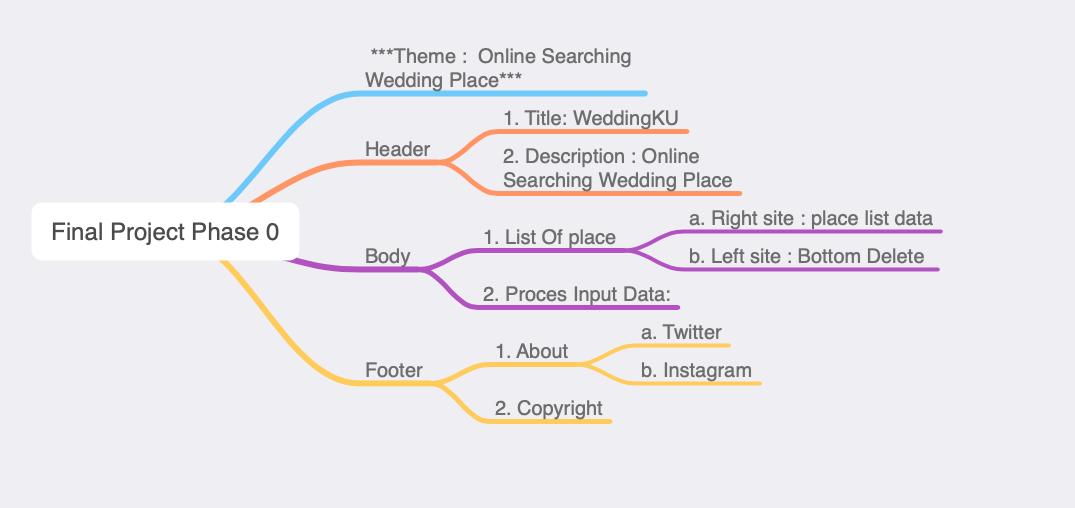 ***Theme :  Online Searching
Wedding Place***
1. Title: WeddingKU
Header
2. Description : Online
Searching Wedding Place
Final Project Phase 0
a. Right site : place list data
1. List Of place
Body
b. Left site : Bottom Delete
2. Proces Input Data:
a. Twitter
1. About
Footer
b. Instagram
2. Copyright